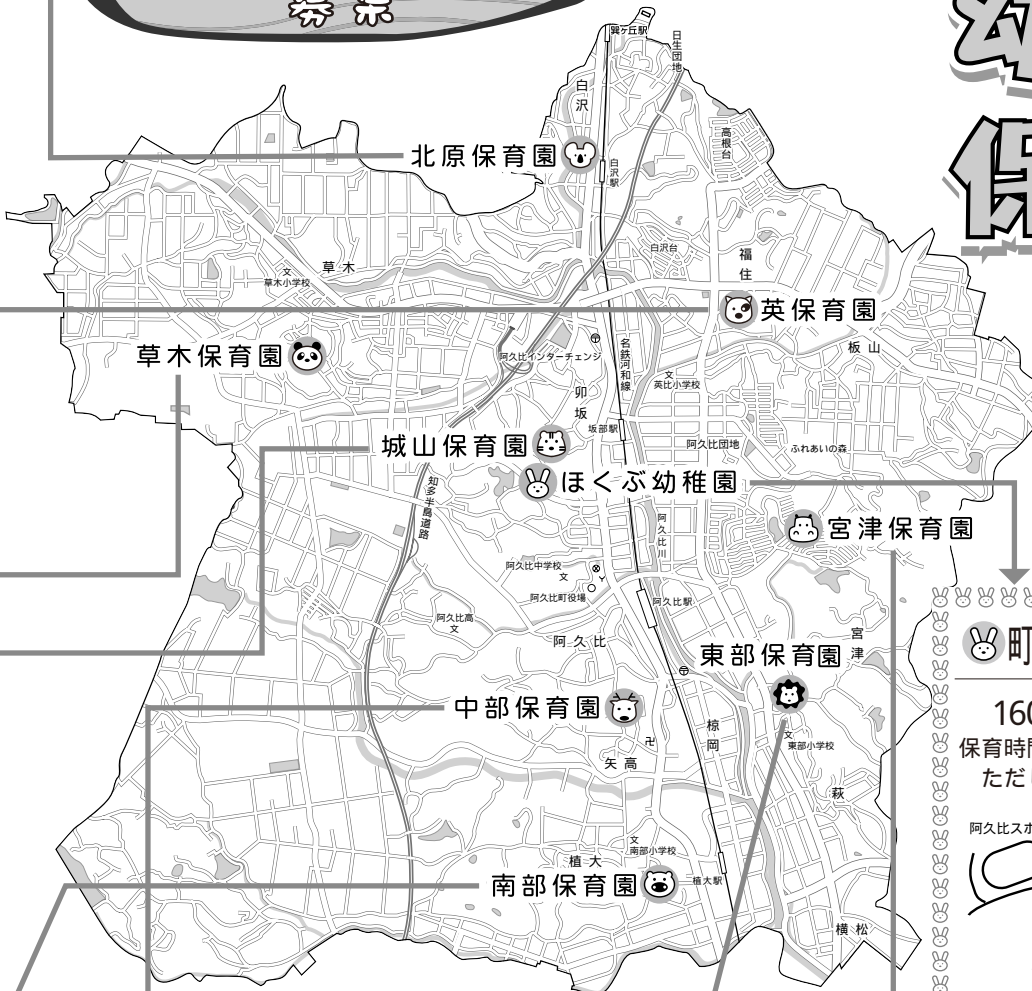 巽ヶ丘駅
日生団地
白沢
高根台
北原保育園
白沢駅
白沢台
福住
草木
文
草木小学校
英保育園
板山
草木保育園
阿久比インターチェンジ
名鉄河和線
文
英比小学校
卯坂
坂部駅
阿久比団地
ふれあいの森
城山保育園
ほくぶ幼稚園
知多半島道路
阿久比川
宮津保育園
阿久比中学校
文
阿久比町役場
阿久比駅
阿久比高
文
阿久比
宮津
東部保育園
中部保育園
椋岡
文
東部小学校
卍
矢高
萩
文
南部小学校
植大
南部保育園
植大駅
横松
保
町
160
保育時間
ただし
阿久比スポ